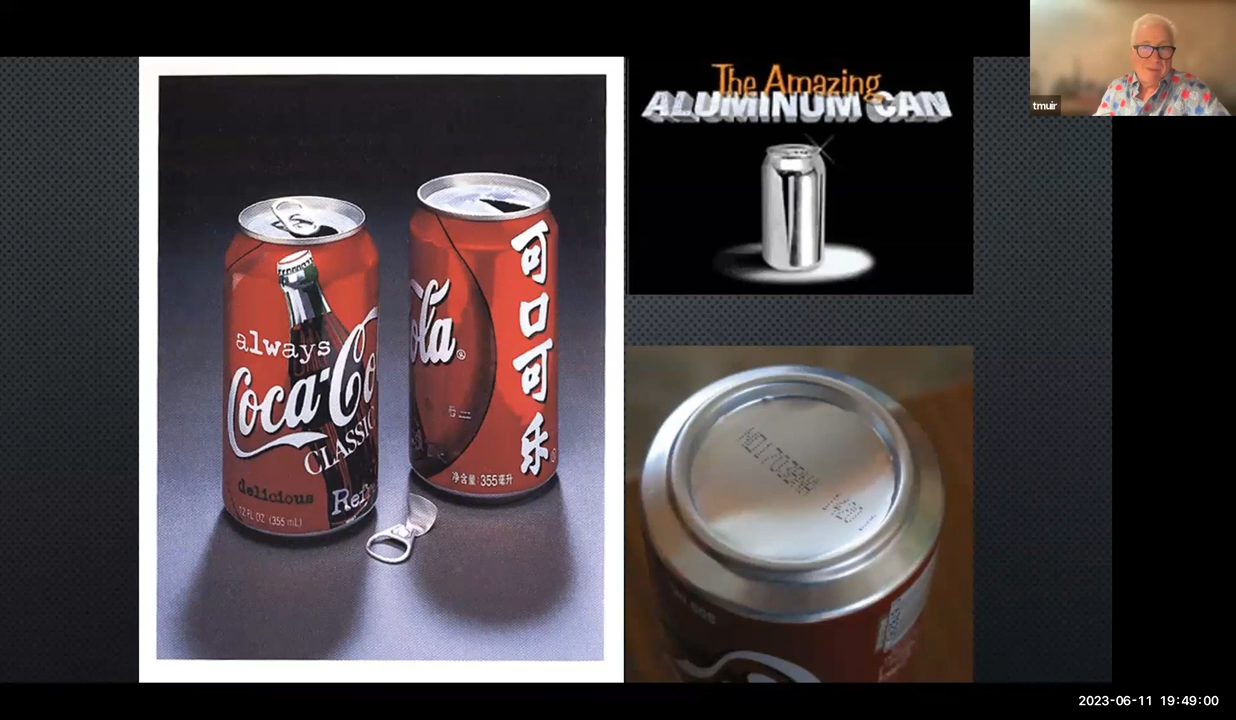 always
Coca-Co
CLASSIC
delicious
Refr
12 FL OZ (355 mL)
ola®
可口可乐
净含量:355毫升
The Amazing
ALUMINUM CAN
tmuir
2023-06-11 19:49:00